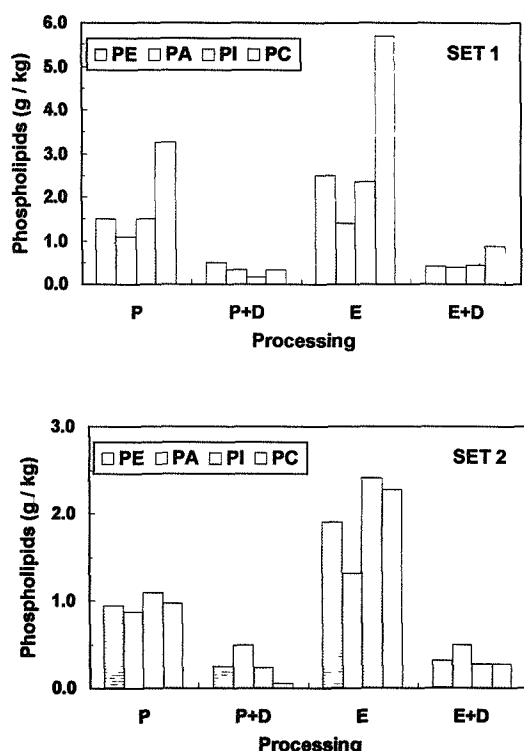 6.0
PE PA PI PC
SET 1
5.0
4.0
3.0
2.0
1.0
0.0
Phospholipids (g / kg)
P P+D E E+D
Processing
3.0
PE PA PI PC
SET 2
2.0
1.0
0.0
Phospholipids (g / kg)
P P+D E E+D
Processing